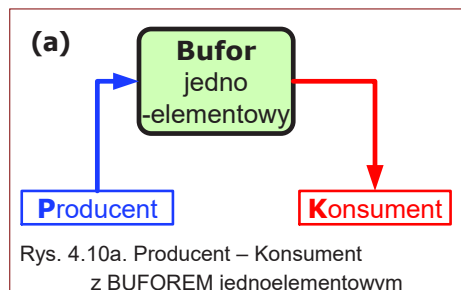 (a)
Bufor
jedno
-elementowy
Producent
Konsument
Rys. 4.10a. Producent – Konsument
z BUFOREM jednoelementowym